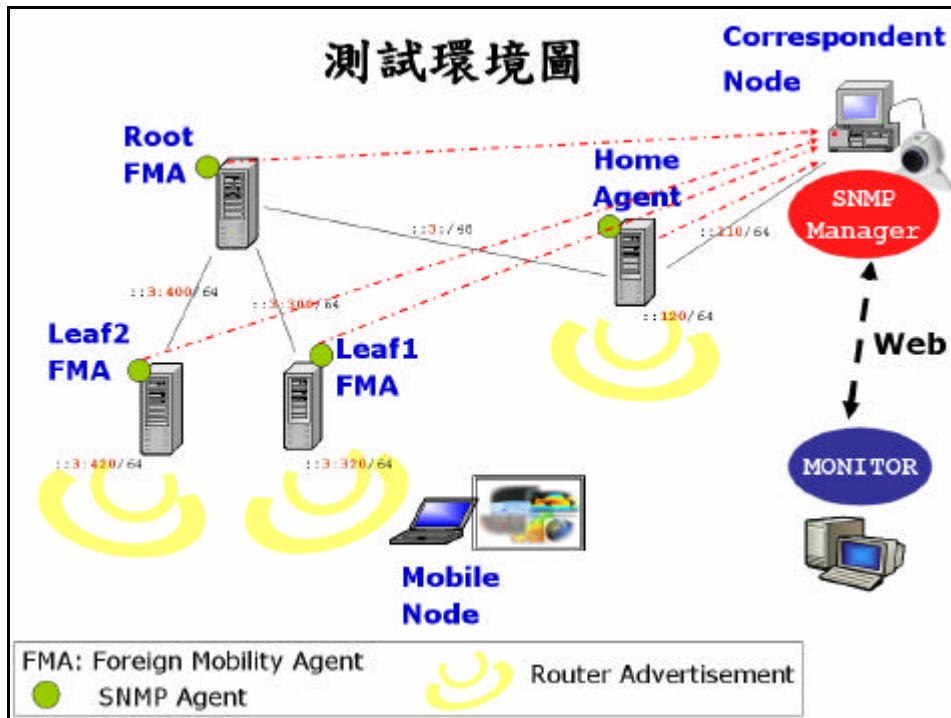 測試環境圖
Correspondent
Node
Root
FMA
Home
Agent
SNMP
Manager
::3:/48
::210/64
::3:400/64
::3:300/64
::120/64
Leaf2
FMA
Leaf1
FMA
Web
::3:420/64
::3:320/64
MONITOR
Mobile
Node
FMA: Foreign Mobility Agent
SNMP Agent
Router Advertisement